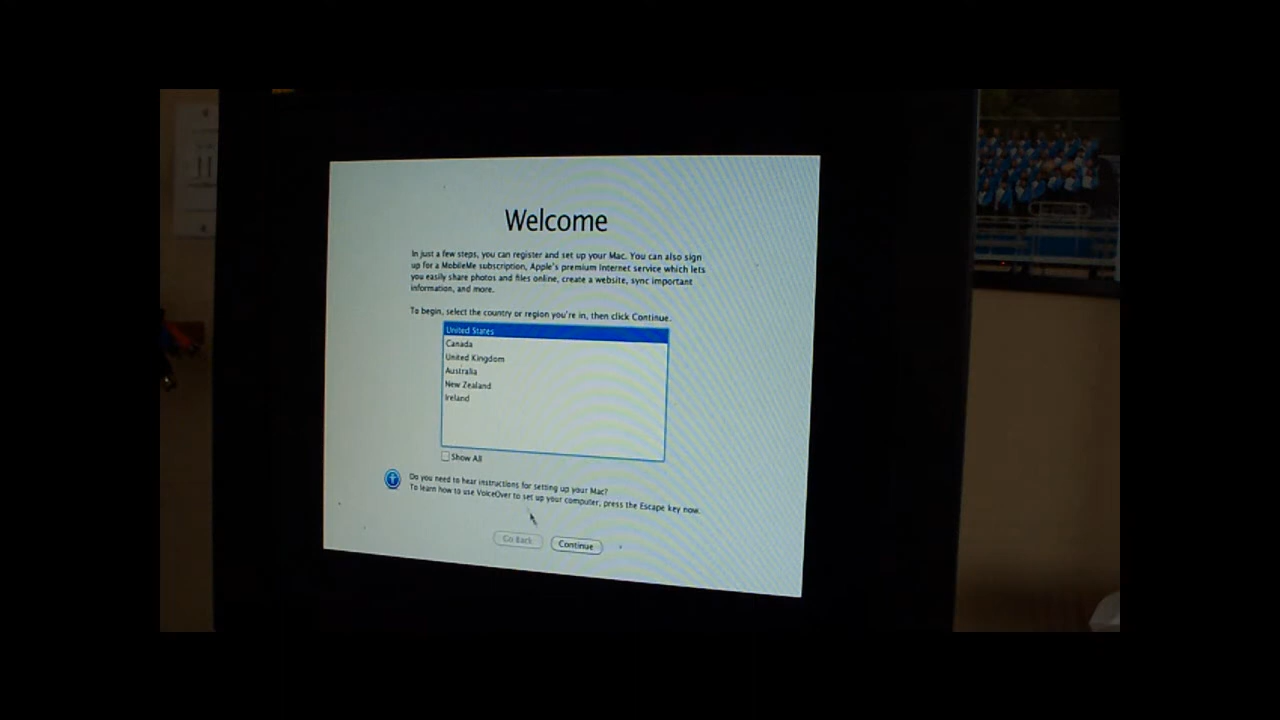 Welcome
In just a few steps, you can register and set up your Mac. You can also sign
up for a MobileMe subscription, Apple's premium Internet service which lets
you easily share photos and files online, create a website, sync important
information, and more.
To begin, select the country or region you're in, then click Continue.
United States
Canada
United Kingdom
Australia
New Zealand
Ireland
Show All
Do you need to hear instructions for setting up your Mac?
To learn how to use VoiceOver to set up your computer, press the Escape key now.
Go Back
Continue